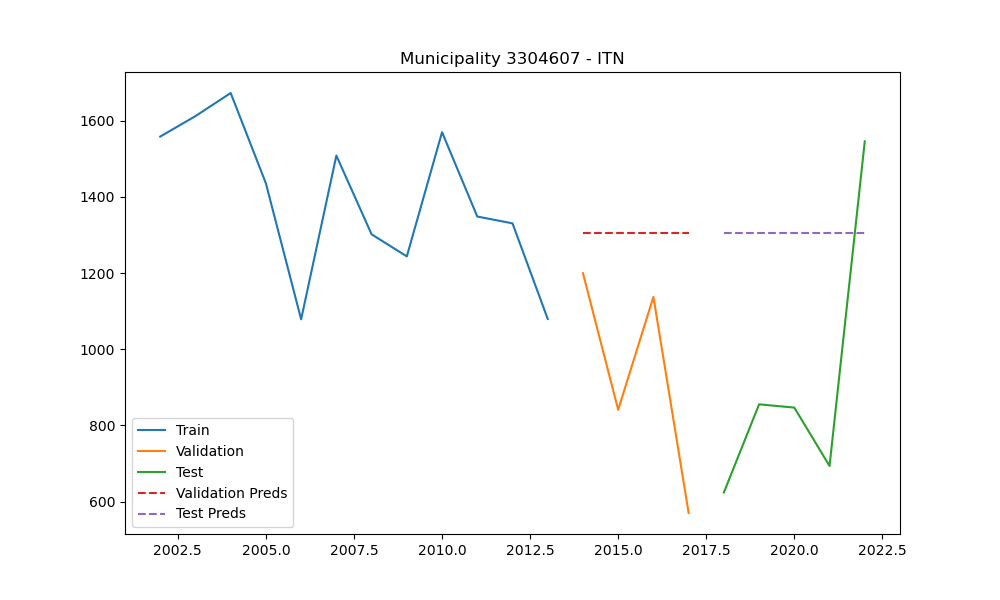 Municipality 3304607 - ITN
1600
1400
1200
1000
800
600
Train
Validation
Test
Validation Preds
Test Preds
2002.5 2005.0 2007.5 2010.0 2012.5 2015.0 2017.5 2020.0 2022.5